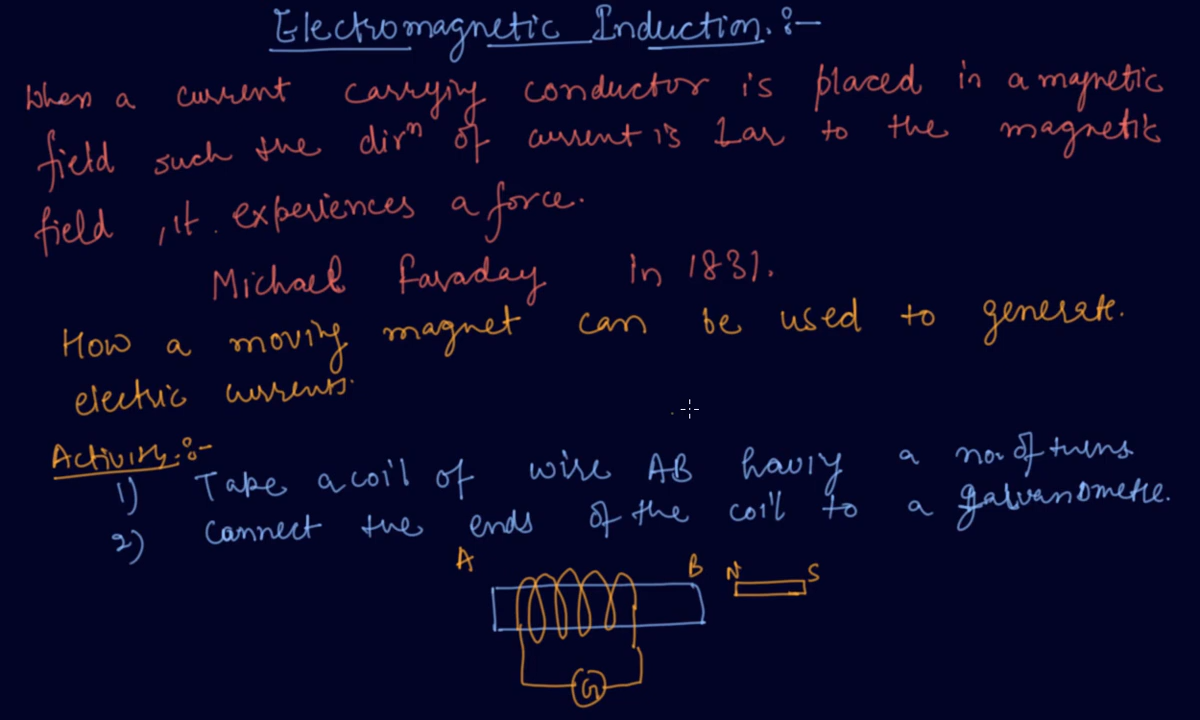 Electromagnetic Induction.:-
When a current carrying conductor is placed in a magnetic
field such the dirⁿ of current is ⊥ar to the magnetic
field, it experiences a force.
Michael Faraday in 1831.
How a moving magnet can be used to generate.
electric currents.
Activity:-
1) Take a coil of wire AB having a no. of turns
2) Connect the ends of the coil to a galvanometer.
A B N S
G